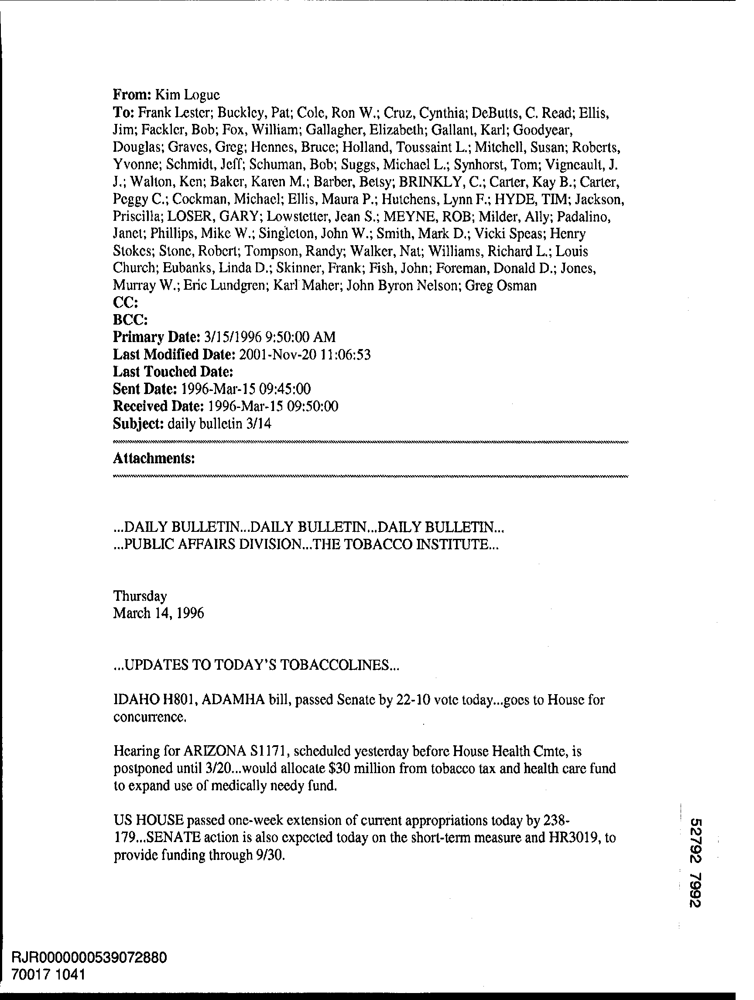 From: Kim Logue
To: Frank Lester; Buckley, Pat; Cole, Ron W.; Cruz, Cynthia; DeButts, C. Read; Ellis,
Jim; Fackler, Bob; Fox, William; Gallagher, Elizabeth; Gallant, Karl; Goodyear,
Douglas; Graves, Greg; Hennes, Bruce; Holland, Toussaint L.; Mitchell, Susan; Roberts,
Yvonne; Schmidt, Jeff; Schuman, Bob; Suggs, Michael L.; Synhorst, Tom; Vigneault, J.
J.; Walton, Ken; Baker, Karen M.; Barber, Betsy; BRINKLY, C.; Carter, Kay B.; Carter,
Peggy C.; Cockman, Michael; Ellis, Maura P.; Hutchens, Lynn F.; HYDE, TIM; Jackson,
Priscilla; LOSER, GARY; Lowstetter, Jean S.; MEYNE, ROB; Milder, Ally; Padalino,
Janet; Phillips, Mike W.; Singleton, John W.; Smith, Mark D.; Vicki Speas; Henry
Stokes; Stone, Robert; Tompson, Randy; Walker, Nat; Williams, Richard L.; Louis
Church; Eubanks, Linda D.; Skinner, Frank; Fish, John; Foreman, Donald D.; Jones,
Murray W.; Eric Lundgren; Karl Maher; John Byron Nelson; Greg Osman
CC:
BCC:
Primary Date: 3/15/1996 9:50:00 AM
Last Modified Date: 2001-Nov-20 11:06:53
Last Touched Date:
Sent Date: 1996-Mar-15 09:45:00
Received Date: 1996-Mar-15 09:50:00
Subject: daily bulletin 3/14
Attachments:
...DAILY BULLETIN...DAILY BULLETIN...DAILY BULLETIN...
...PUBLIC AFFAIRS DIVISION...THE TOBACCO INSTITUTE...
Thursday
March 14, 1996
...UPDATES TO TODAY'S TOBACCOLINES...
IDAHO H801, ADAMHA bill, passed Senate by 22-10 vote today...goes to House for
concurrence.
Hearing for ARIZONA S1171, scheduled yesterday before House Health Cmte, is
postponed until 3/20...would allocate $30 million from tobacco tax and health care fund
to expand use of medically needy fund.
US HOUSE passed one-week extension of current appropriations today by 238-
179...SENATE action is also expected today on the short-term measure and HR3019, to
provide funding through 9/30.
52792 7992
RJR0000000539072880
70017 1041